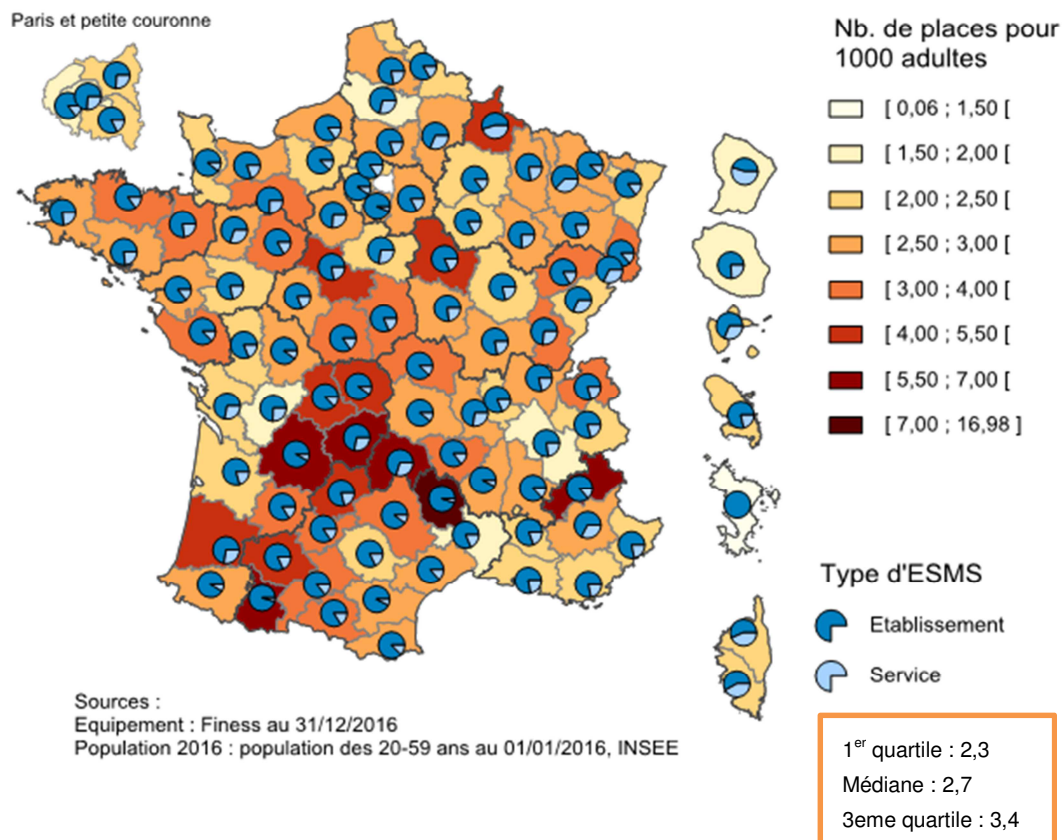 Paris et petite couronne
Nb. de places pour
1000 adultes
[ 0,06 ; 1,50 [
[ 1,50 ; 2,00 [
[ 2,00 ; 2,50 [
[ 2,50 ; 3,00 [
[ 3,00 ; 4,00 [
[ 4,00 ; 5,50 [
[ 5,50 ; 7,00 [
[ 7,00 ; 16,98 ]
Type d'ESMS
Etablissement
Service
Sources :
Equipement : Finess au 31/12/2016
Population 2016 : population des 20-59 ans au 01/01/2016, INSEE
1er quartile : 2,3
Médiane : 2,7
3eme quartile : 3,4